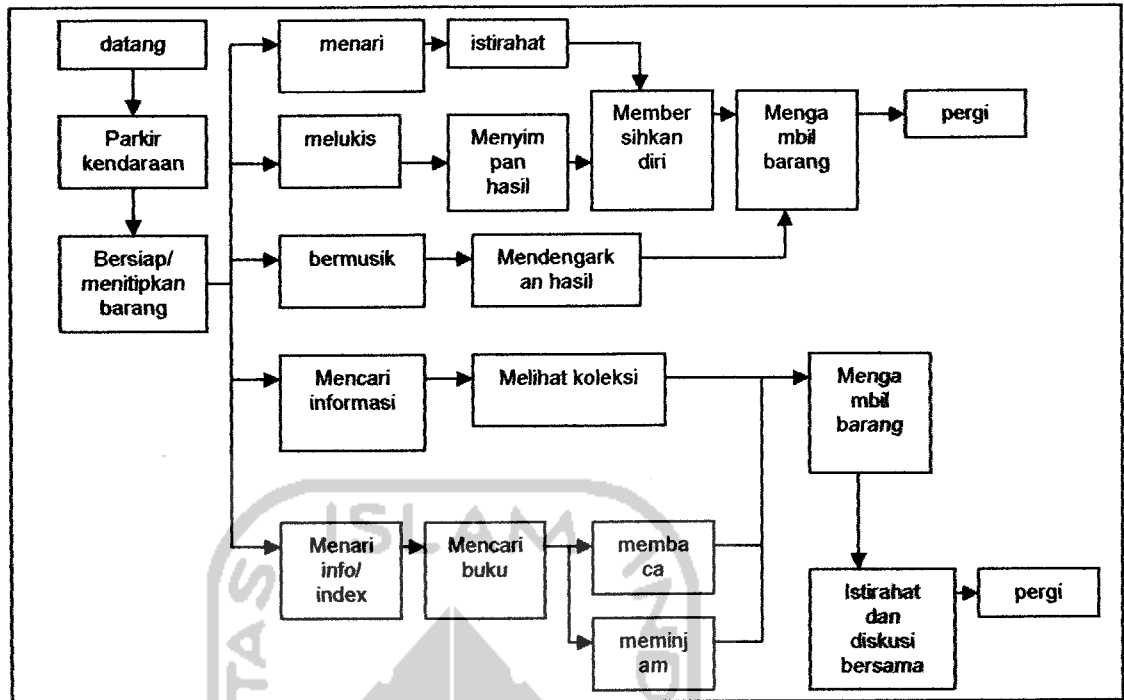 datang
Parkir
kendaraan
Bersiap/
menitipkan
barang
menari
istirahat
melukis
Menyim
pan
hasil
Member
sihkan
diri
Menga
mbil
barang
pergi
bermusik
Mendengark
an hasil
Mencari
informasi
Melihat koleksi
Menga
mbil
barang
Menari
info/
index
Mencari
buku
memba
ca
meminj
am
Istirahat
dan
diskusi
bersama
pergi
ISLAM
TAS